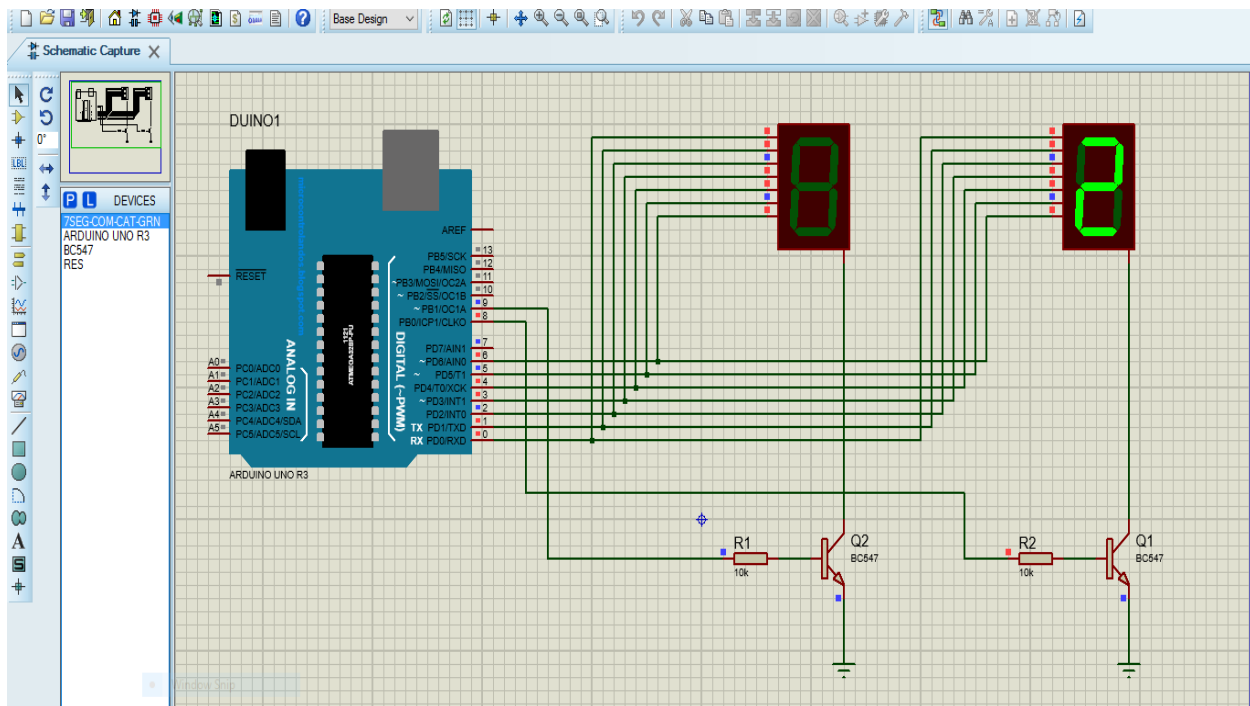 Base Design
Schematic Capture
0°
LBL
P L DEVICES
7SEG-COM-CAT-GRN
ARDUINO UNO R3
BC547
RES
A
S
DUINO1
AREF
RESET
13
PB5/SCK
12
PB4/MISO
11
~PB3/MOSI/OC2A
10
~ PB2/SS/OC1B
9
~ PB1/OC1A
8
PB0/ICP1/CLKO
7
PD7/AIN1
6
~PD6/AIN0
5
~ PD5/T1
4
PD4/T0/XCK
3
~PD3/INT1
2
PD2/INT0
1
TX PD1/TXD
0
RX PD0/RXD
DIGITAL (~PWM)
ANALOG IN
1121
ATMEGA328P-PU
A0 PC0/ADC0
A1 PC1/ADC1
A2 PC2/ADC2
A3 PC3/ADC3
A4 PC4/ADC4/SDA
A5 PC5/ADC5/SCL
ARDUINO UNO R3
2
R1
10k
Q2
BC547
R2
10k
Q1
BC547
Window Snip